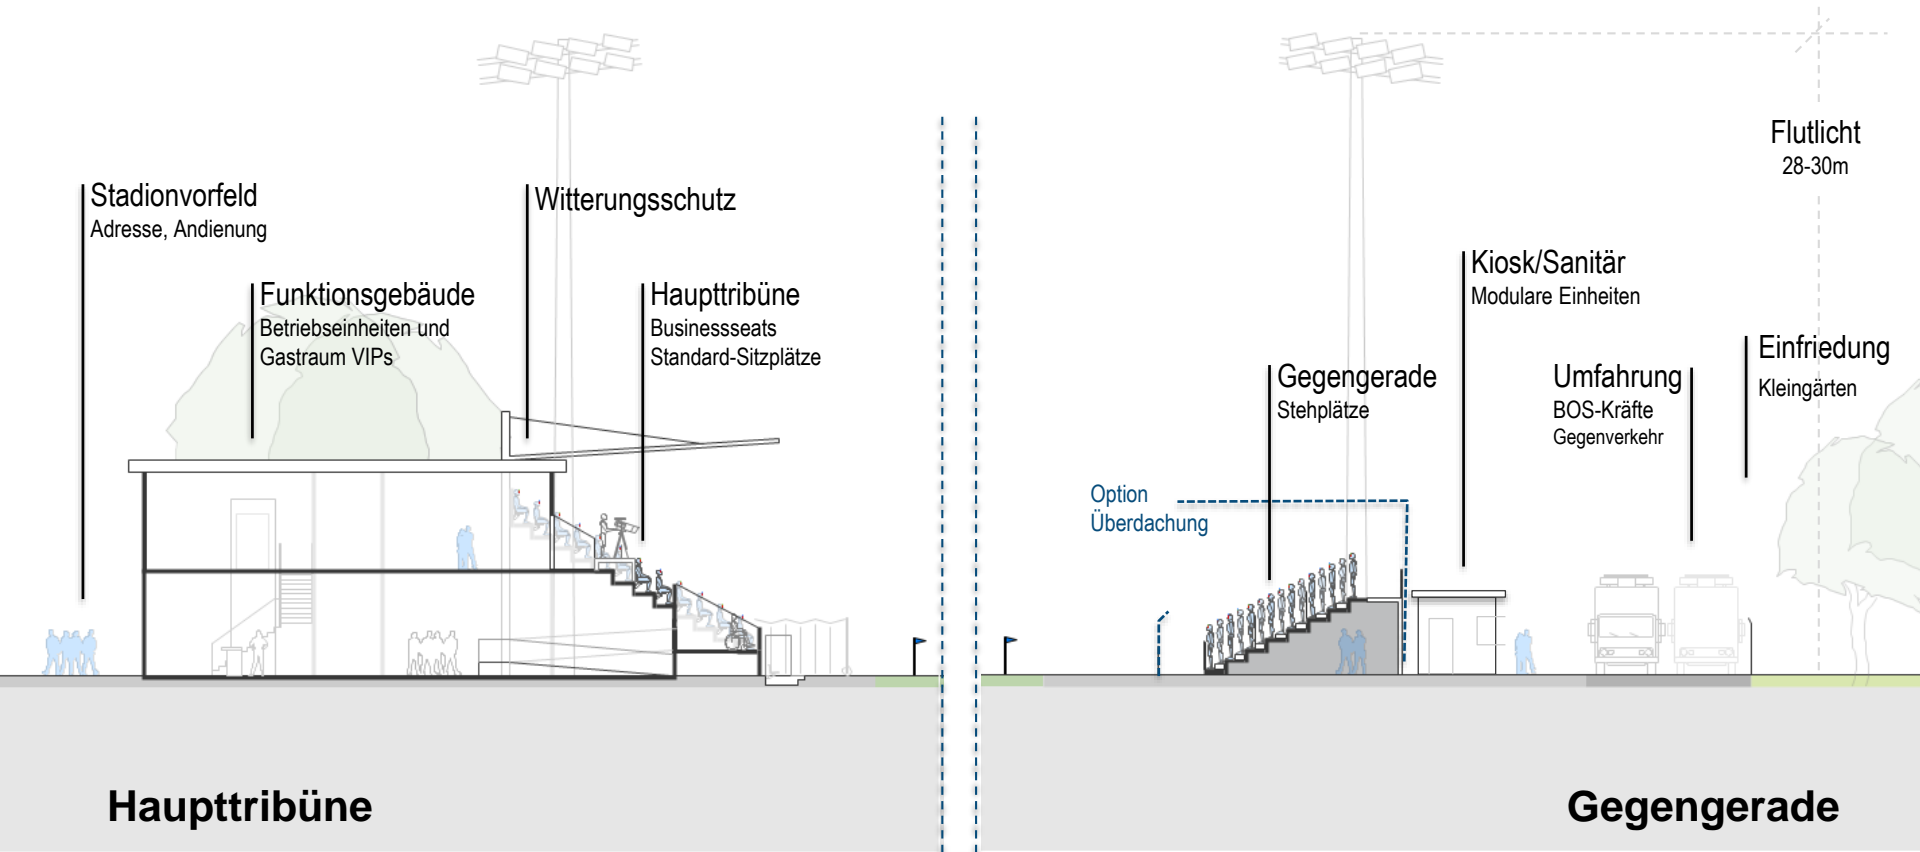 Stadionvorfeld
Adresse, Andienung
Funktionsgebäude
Betriebseinheiten und
Gastraum VIPs
Witterungsschutz
Haupttribüne
Businessseats
Standard-Sitzplätze
Option
Überdachung
Gegengerade
Stehplätze
Kiosk/Sanitär
Modulare Einheiten
Umfahrung
BOS-Kräfte
Gegenverkehr
Flutlicht
28-30m
Einfriedung
Kleingärten
Haupttribüne
Gegengerade